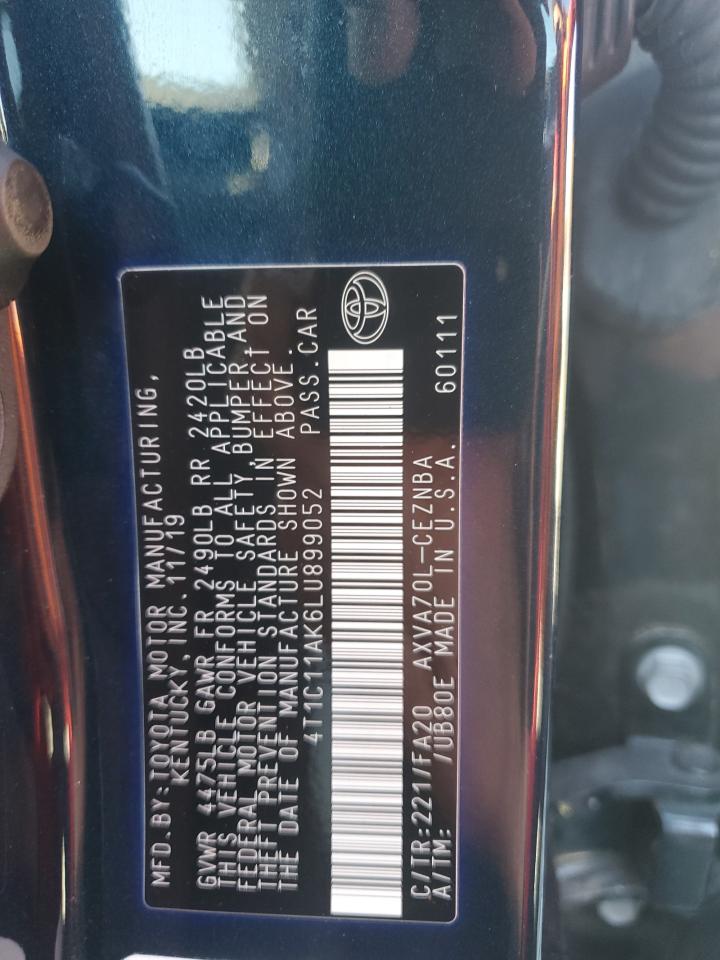 MFD.BY:TOYOTA MOTOR MANUFACTURING,
KENTUCKY, INC. 11/19
GVWR 4475LB GAWR FR 2490LB RR 2420LB
THIS VEHICLE CONFORMS TO ALL APPLICABLE
FEDERAL MOTOR VEHICLE SAFETY, BUMPER, AND
THEFT PREVENTION STANDARDS IN EFFECT ON
THE DATE OF MANUFACTURE SHOWN ABOVE.
4T1C11AK6LU899052 PASS.CAR
C/TR:221/FA20 AXVA70L-CEZNBA
A/TM: /UB80E MADE IN U.S.A. 60111